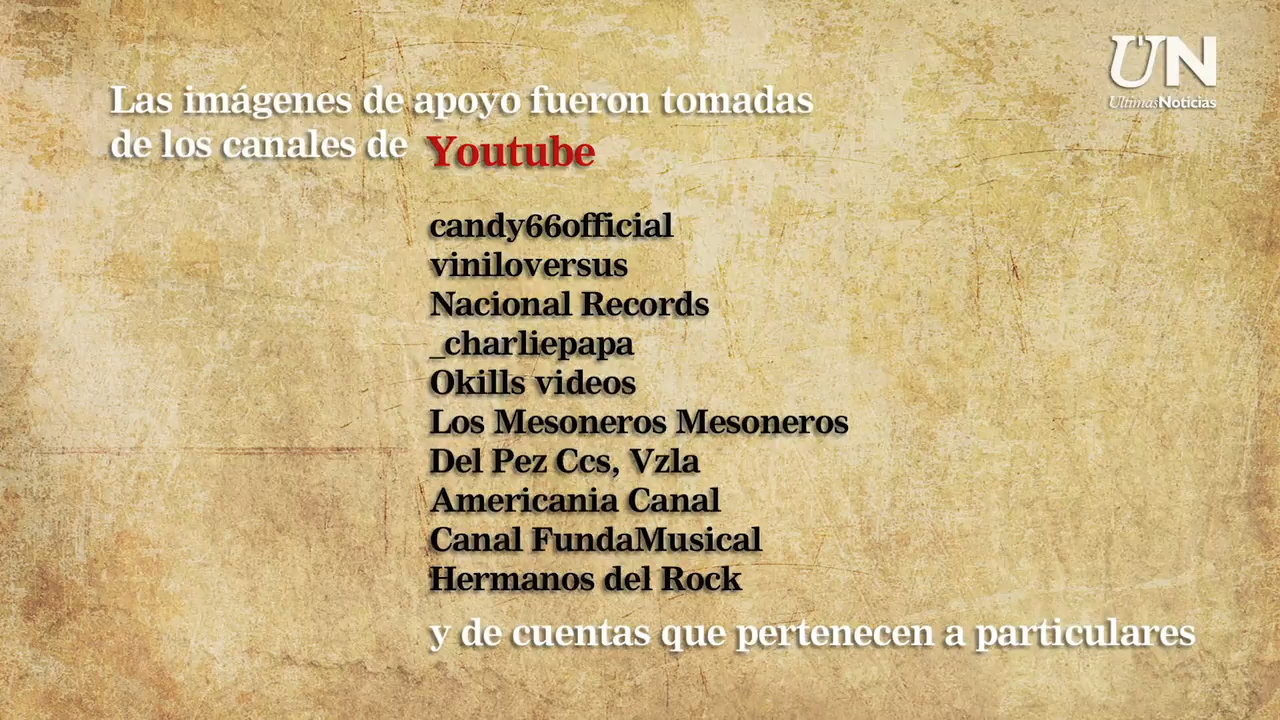 ÚN
ÚltimasNoticias
Las imágenes de apoyo fueron tomadas
de los canales de Youtube
candy66official
viniloversus
Nacional Records
_charliepapa
Okills videos
Los Mesoneros Mesoneros
Del Pez Ccs, Vzla
Americania Canal
Canal FundaMusical
Hermanos del Rock
y de cuentas que pertenecen a particulares